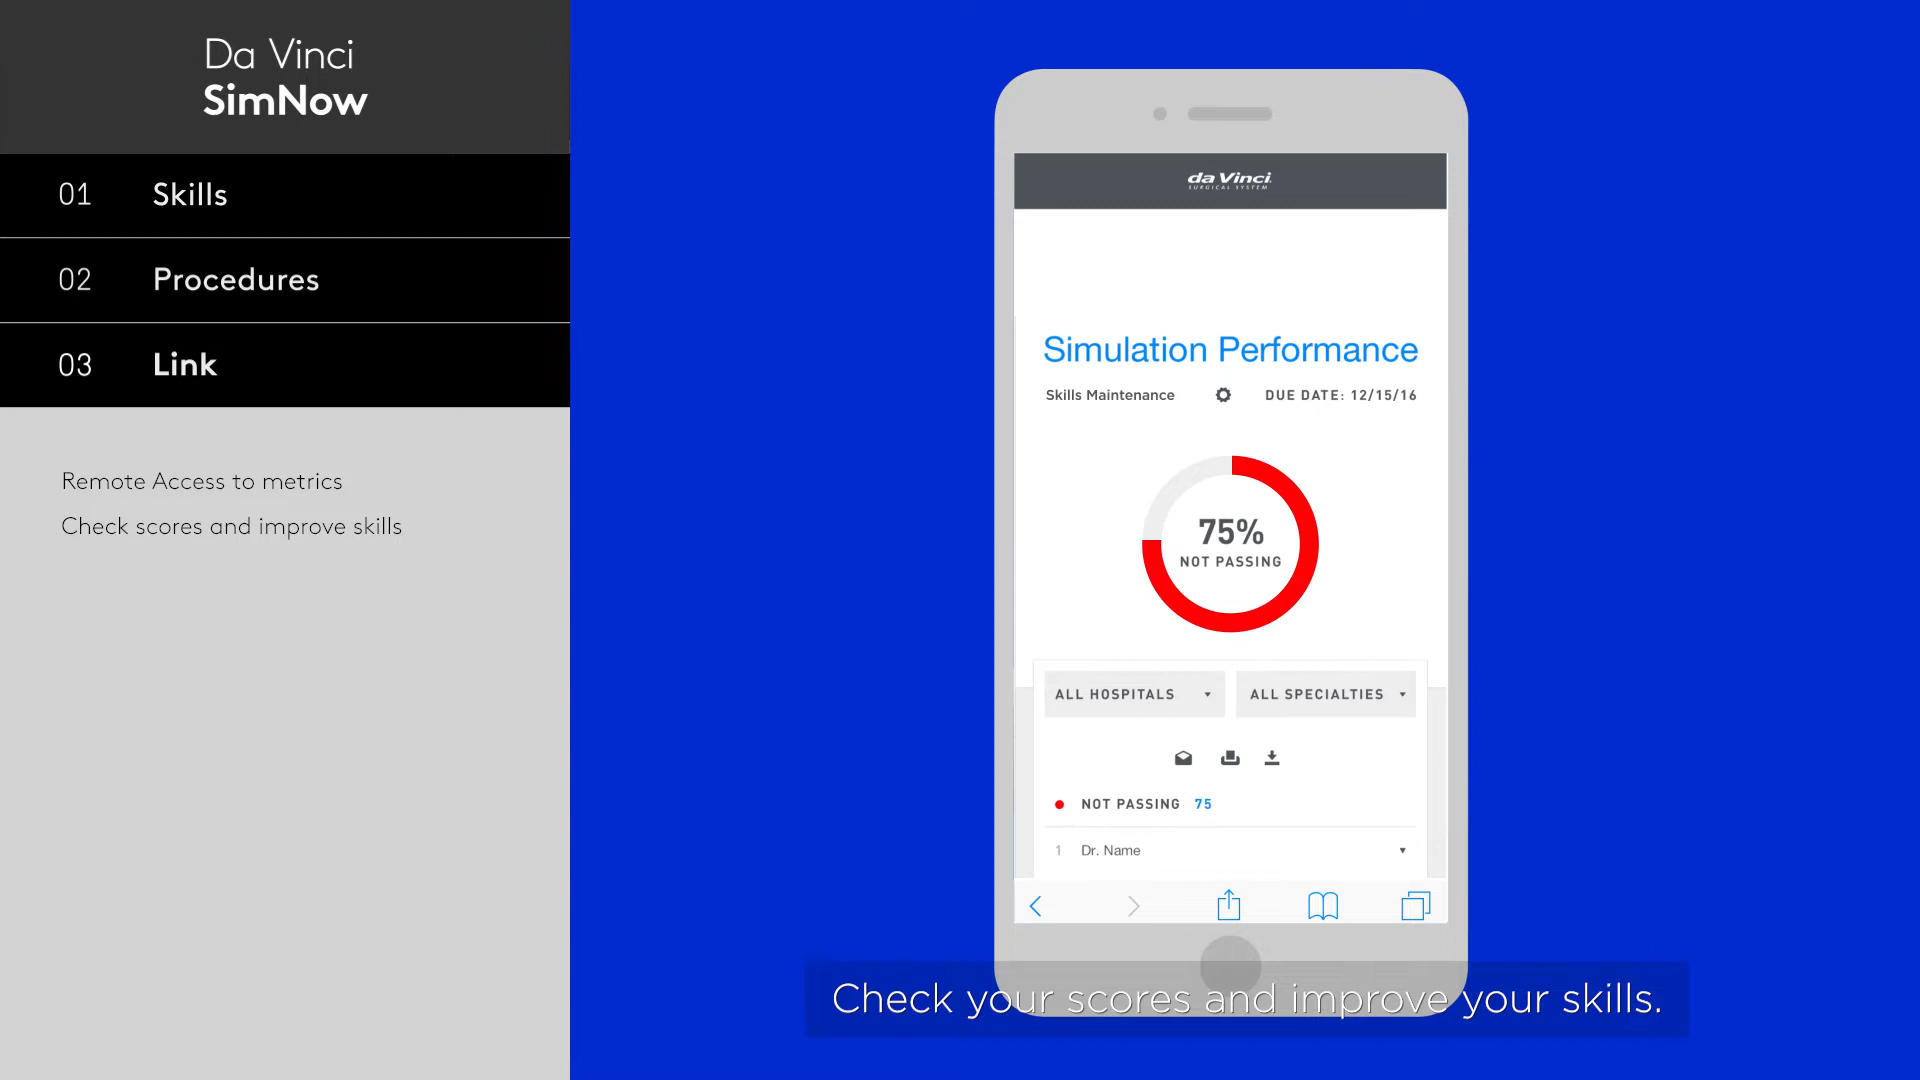 Da Vinci
SimNow
01 Skills
02 Procedures
03 Link
Remote Access to metrics
Check scores and improve skills
da Vinci
SURGICAL SYSTEM
Simulation Performance
Skills Maintenance DUE DATE: 12/15/16
75%
NOT PASSING
ALL HOSPITALS ALL SPECIALTIES
NOT PASSING 75
1 Dr. Name
Check your scores and improve your skills.